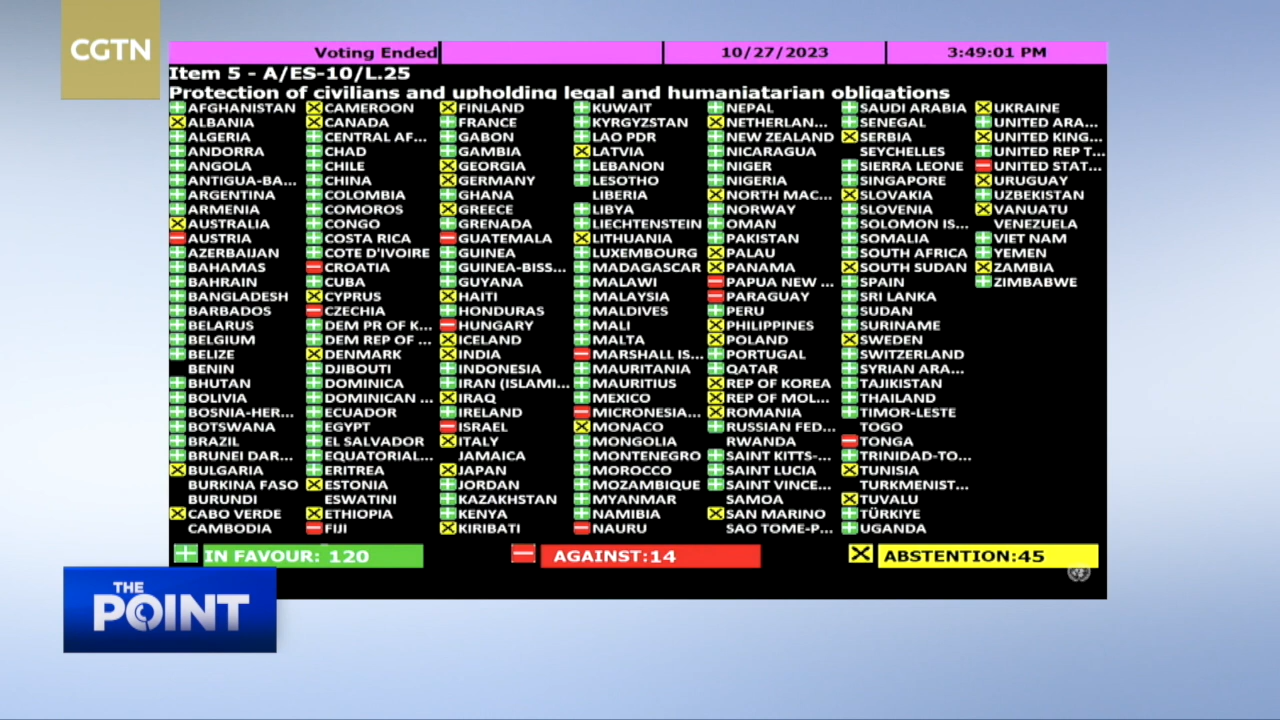 CGTN
Voting Ended
10/27/2023
3:49:01 PM
Item 5 - A/ES-10/L.25
Protection of civilians and upholding legal and humaniatarian obligations
AFGHANISTAN
ALBANIA
ALGERIA
ANDORRA
ANGOLA
ANTIGUA-BA...
ARGENTINA
ARMENIA
AUSTRALIA
AUSTRIA
AZERBAIJAN
BAHAMAS
BAHRAIN
BANGLADESH
BARBADOS
BELARUS
BELGIUM
BELIZE
BENIN
BHUTAN
BOLIVIA
BOSNIA-HER...
BOTSWANA
BRAZIL
BRUNEI DAR...
BULGARIA
BURKINA FASO
BURUNDI
CABO VERDE
CAMBODIA
CAMEROON
CANADA
CENTRAL AF...
CHAD
CHILE
CHINA
COLOMBIA
COMOROS
CONGO
COSTA RICA
COTE D'IVOIRE
CROATIA
CUBA
CYPRUS
CZECHIA
DEM PR OF K...
DEM REP OF ...
DENMARK
DJIBOUTI
DOMINICA
DOMINICAN ...
ECUADOR
EGYPT
EL SALVADOR
EQUATORIAL...
ERITREA
ESTONIA
ESWATINI
ETHIOPIA
FIJI
FINLAND
FRANCE
GABON
GAMBIA
GEORGIA
GERMANY
GHANA
GREECE
GRENADA
GUATEMALA
GUINEA
GUINEA-BISS...
GUYANA
HAITI
HONDURAS
HUNGARY
ICELAND
INDIA
INDONESIA
IRAN (ISLAMI...
IRAQ
IRELAND
ISRAEL
ITALY
JAMAICA
JAPAN
JORDAN
KAZAKHSTAN
KENYA
KIRIBATI
KUWAIT
KYRGYZSTAN
LAO PDR
LATVIA
LEBANON
LESOTHO
LIBERIA
LIBYA
LIECHTENSTEIN
LITHUANIA
LUXEMBOURG
MADAGASCAR
MALAWI
MALAYSIA
MALDIVES
MALI
MALTA
MARSHALL IS...
MAURITANIA
MAURITIUS
MEXICO
MICRONESIA...
MONACO
MONGOLIA
MONTENEGRO
MOROCCO
MOZAMBIQUE
MYANMAR
NAMIBIA
NAURU
NEPAL
NETHERLAN...
NEW ZEALAND
NICARAGUA
NIGER
NIGERIA
NORTH MAC...
NORWAY
OMAN
PAKISTAN
PALAU
PANAMA
PAPUA NEW ...
PARAGUAY
PERU
PHILIPPINES
POLAND
PORTUGAL
QATAR
REP OF KOREA
REP OF MOL...
ROMANIA
RUSSIAN FED...
RWANDA
SAINT KITTS-...
SAINT LUCIA
SAINT VINCE...
SAMOA
SAN MARINO
SAO TOME-P...
SAUDI ARABIA
SENEGAL
SERBIA
SEYCHELLES
SIERRA LEONE
SINGAPORE
SLOVAKIA
SLOVENIA
SOLOMON IS...
SOMALIA
SOUTH AFRICA
SOUTH SUDAN
SPAIN
SRI LANKA
SUDAN
SURINAME
SWEDEN
SWITZERLAND
SYRIAN ARA...
TAJIKISTAN
THAILAND
TIMOR-LESTE
TOGO
TONGA
TRINIDAD-TO...
TUNISIA
TURKMENIST...
TUVALU
TÜRKIYE
UGANDA
UKRAINE
UNITED ARA...
UNITED KING...
UNITED REP T...
UNITED STAT...
URUGUAY
UZBEKISTAN
VANUATU
VENEZUELA
VIET NAM
YEMEN
ZAMBIA
ZIMBABWE
IN FAVOUR: 120
AGAINST:14
ABSTENTION:45
THE
POINT